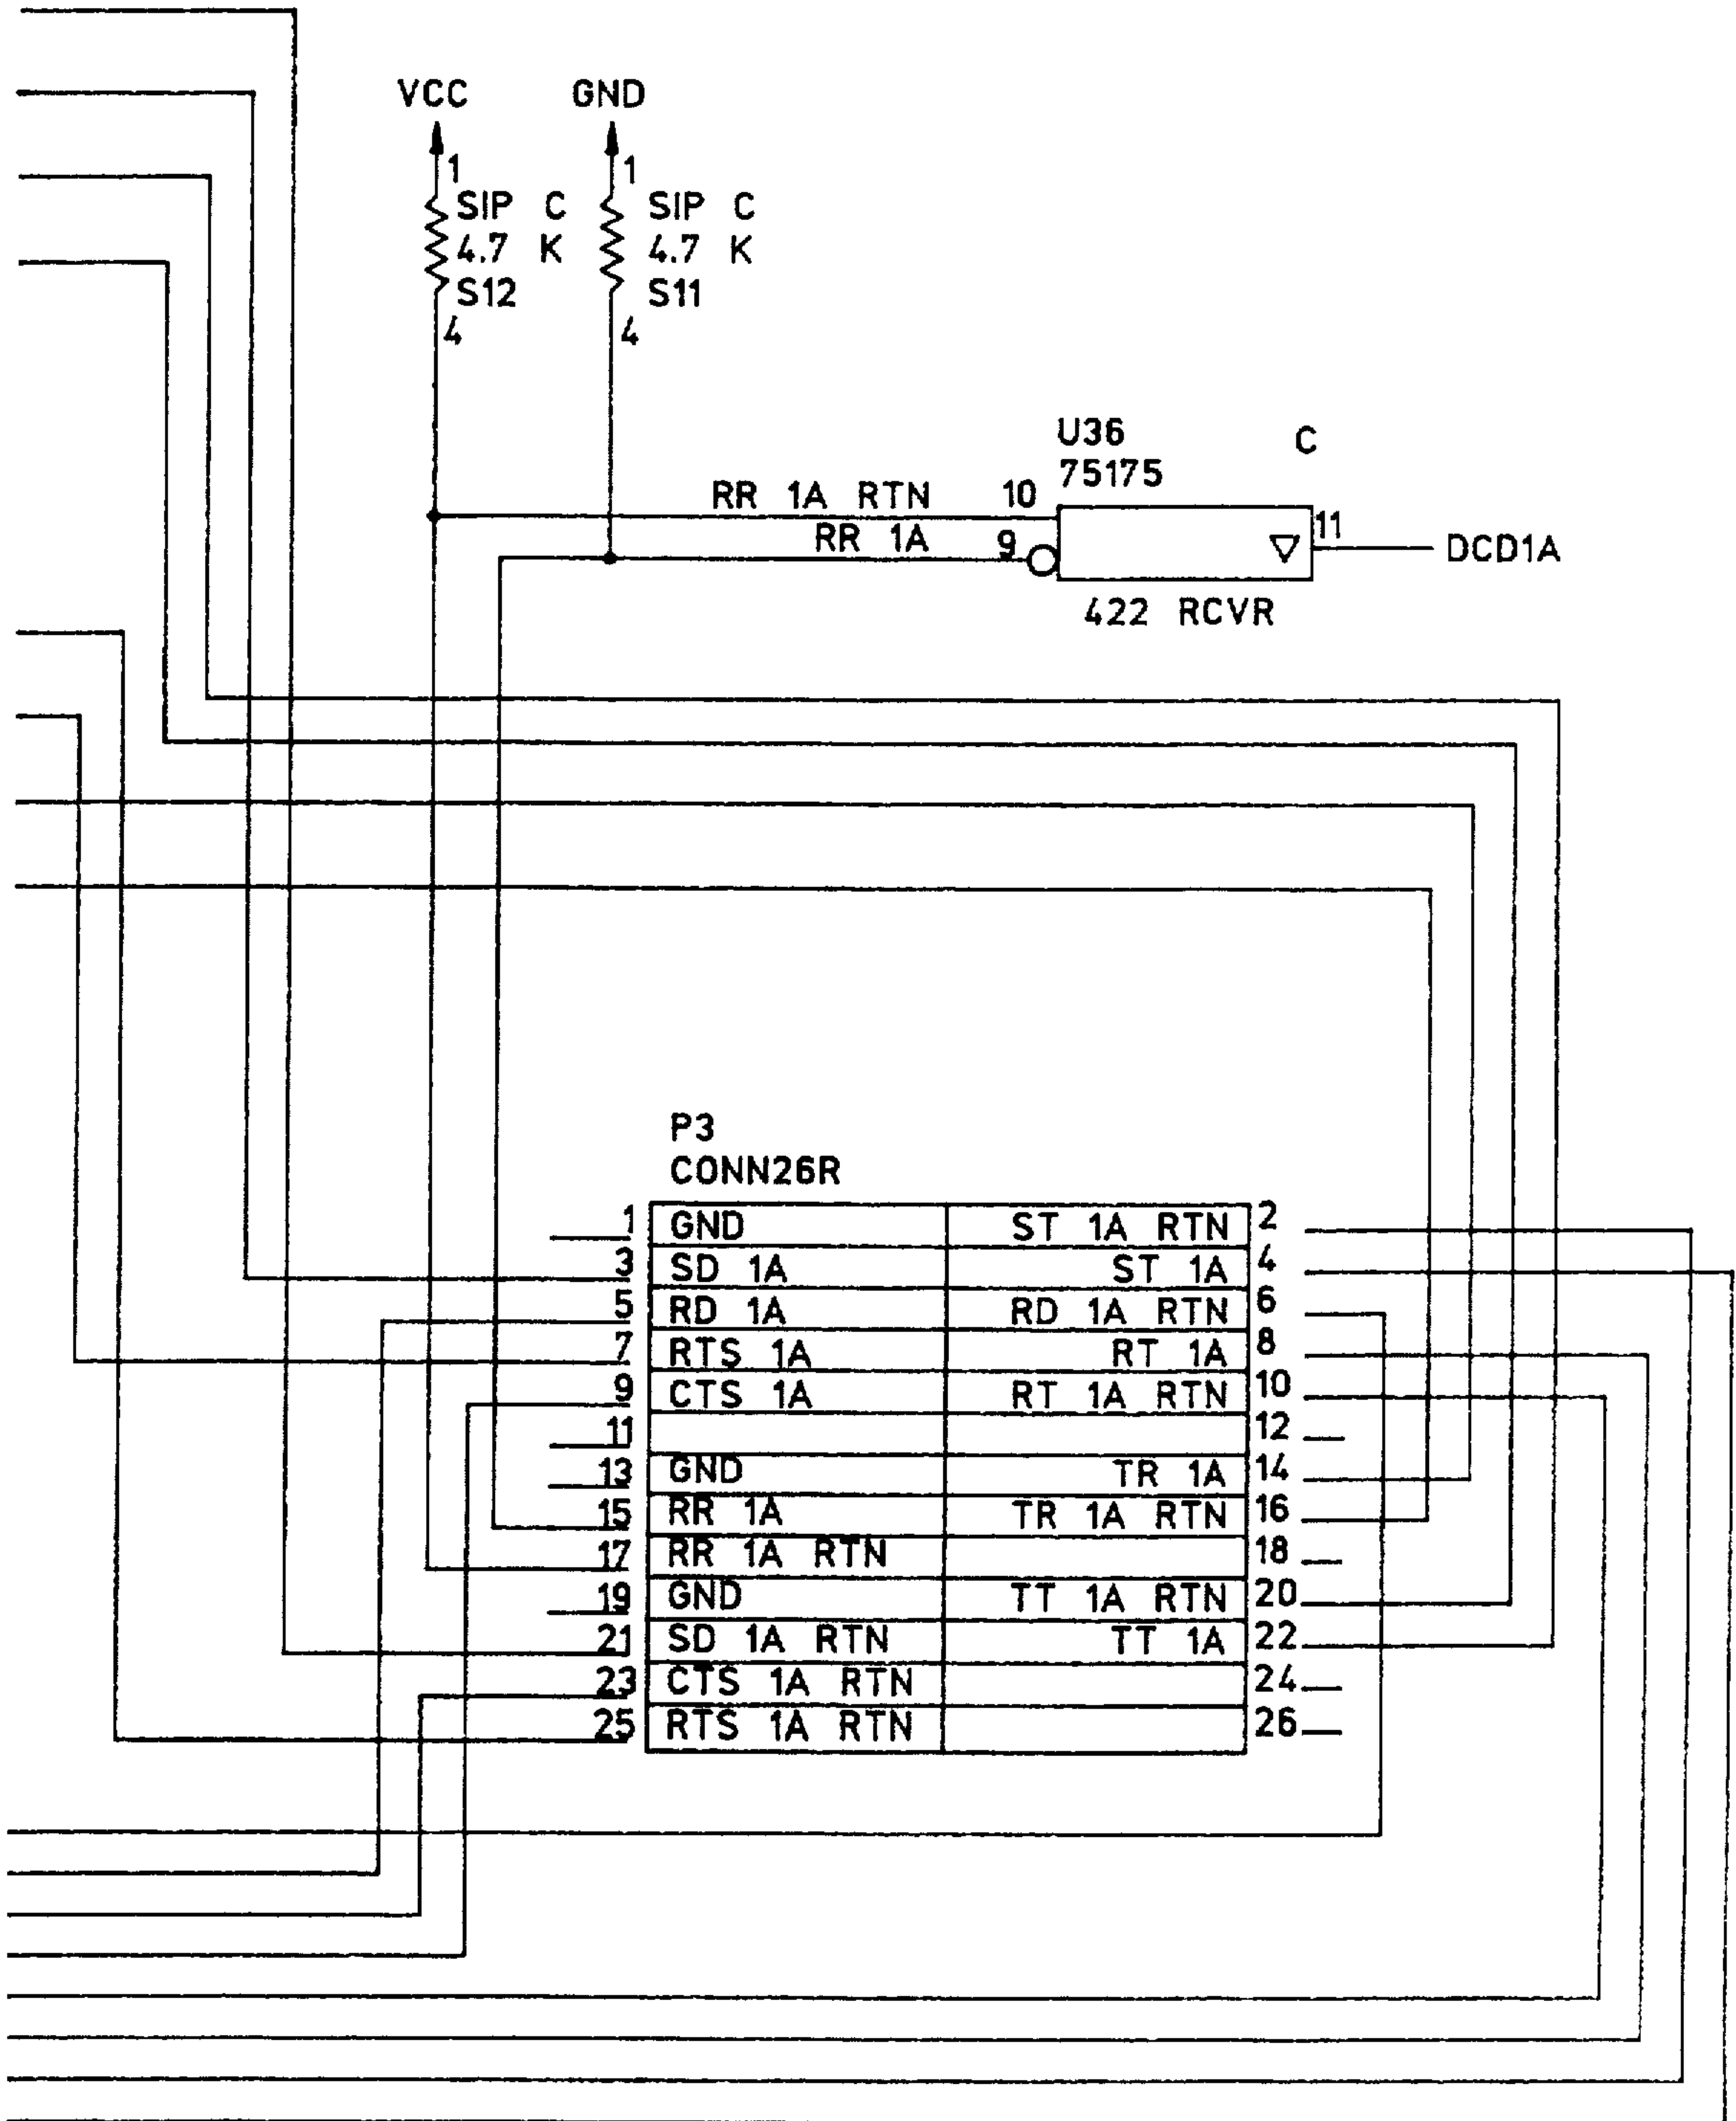 VCC GND
1 1
SIP C SIP C
4.7 K 4.7 K
S12 S11
4 4
U36 C
75175
RR 1A RTN 10
11
RR 1A 9
DCD1A
422 RCVR
P3
CONN26R
1 GND ST 1A RTN 2
3 SD 1A ST 1A 4
5 RD 1A RD 1A RTN 6
7 RTS 1A RT 1A 8
9 CTS 1A RT 1A RTN 10
11 12
13 GND TR 1A 14
15 RR 1A TR 1A RTN 16
17 RR 1A RTN 18
19 GND TT 1A RTN 20
21 SD 1A RTN TT 1A 22
23 CTS 1A RTN 24
25 RTS 1A RTN 26